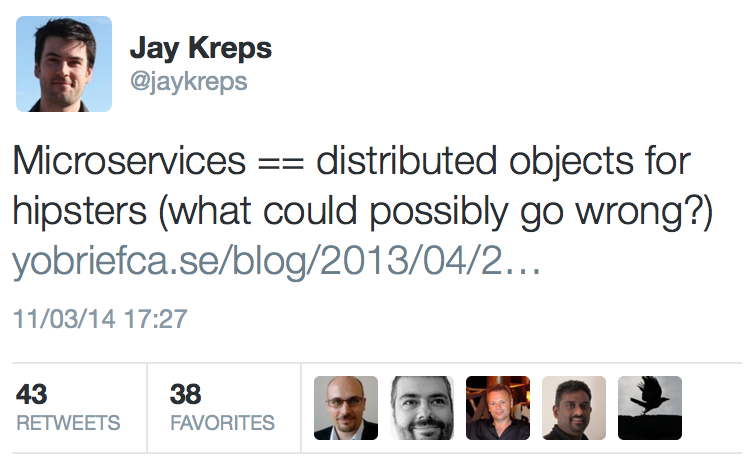 Jay Kreps
@jaykreps
Microservices == distributed objects for
hipsters (what could possibly go wrong?)
yobriefca.se/blog/2013/04/2…
11/03/14 17:27
43
RETWEETS
38
FAVORITES